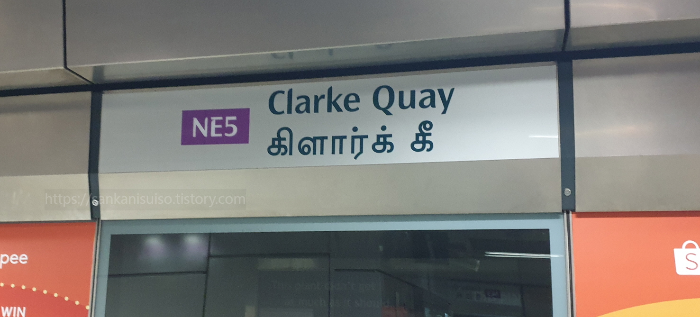 Clarke Quay
NE5
கிளார்க் கீ
https://sankanisuiso.tistory.com
pee
WIN
S